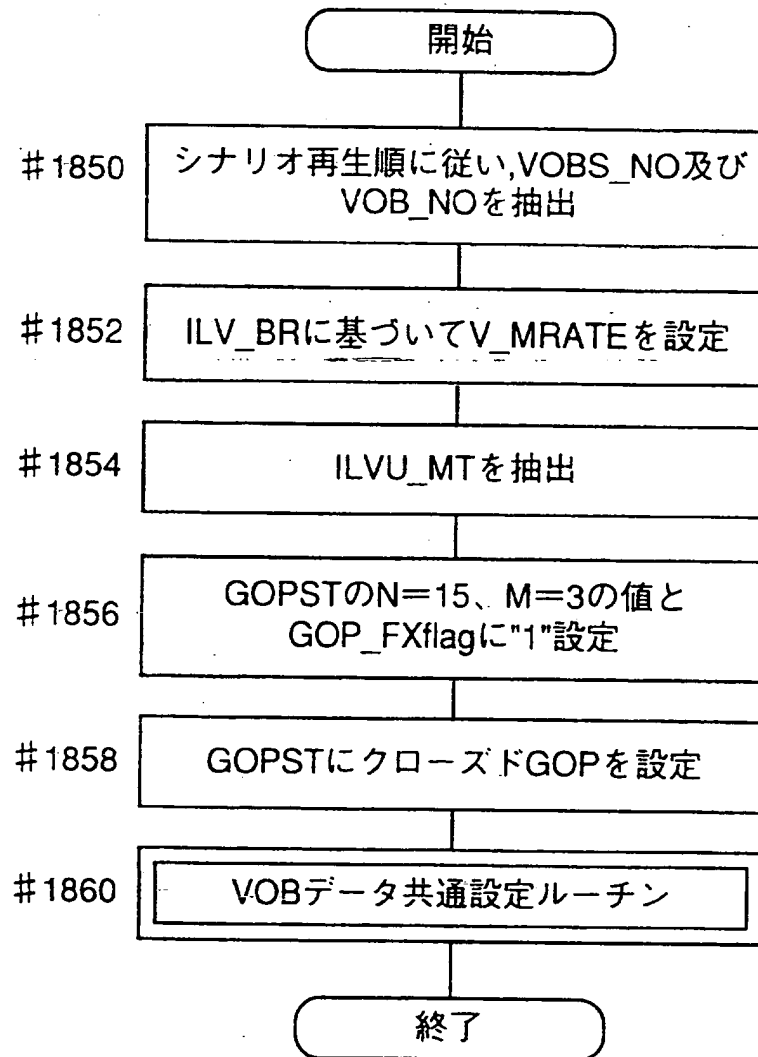 開始
#1850
シナリオ再生順に従い,VOBS_NO及び
VOB_NOを抽出
#1852
ILV_BRに基づいてV_MRATEを設定
#1854
ILVU_MTを抽出
#1856
GOPSTのN=15、M=3の値と
GOP_FXflagに"1"設定
#1858
GOPSTにクローズドGOPを設定
#1860
VOBデータ共通設定ルーチン
終了